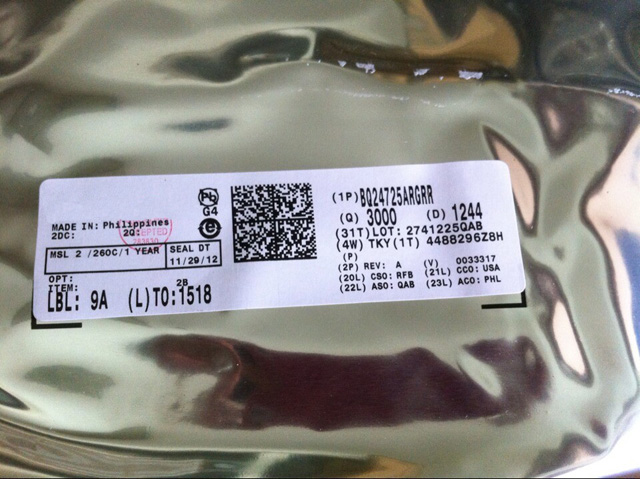 Pb
G4
MADE IN: Philippines
2DC: 2Q:
MSL 2 /260C/1 YEAR
SEAL DT
11/29/12
OPT:
ITEM: 2B
LBL: 9A (L)TO:1518
(1P)BQ24725ARGRR
(Q) 3000 (D) 1244
(31T)LOT: 2741225QAB
(4W) TKY(1T) 4488296Z8H
(P)
(2P) REV: A (V) 0033317
(20L) CSO: RFB (21L) CCO: USA
(22L) ASO: QAB (23L) ACO: PHL